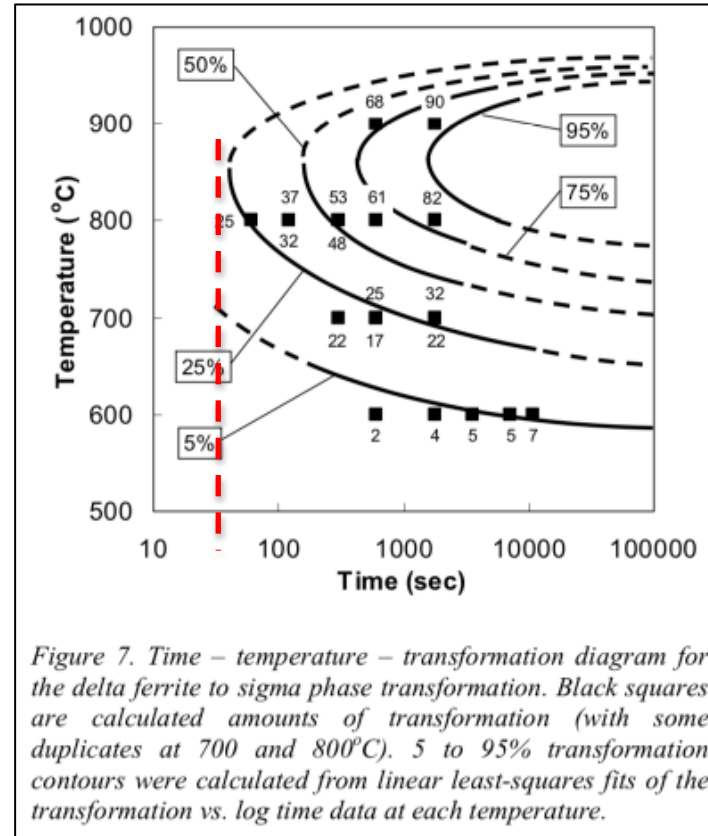 1000
50%
68 90
900
95%
37 53 61 82
800
25
32 48
75%
25 32
700
22 17 22
25%
600
5%
2 4 5 5 7
500
10 100 1000 10000 100000
Temperature (°C)
Time (sec)
Figure 7. Time – temperature – transformation diagram for
the delta ferrite to sigma phase transformation. Black squares
are calculated amounts of transformation (with some
duplicates at 700 and 800°C). 5 to 95% transformation
contours were calculated from linear least-squares fits of the
transformation vs. log time data at each temperature.